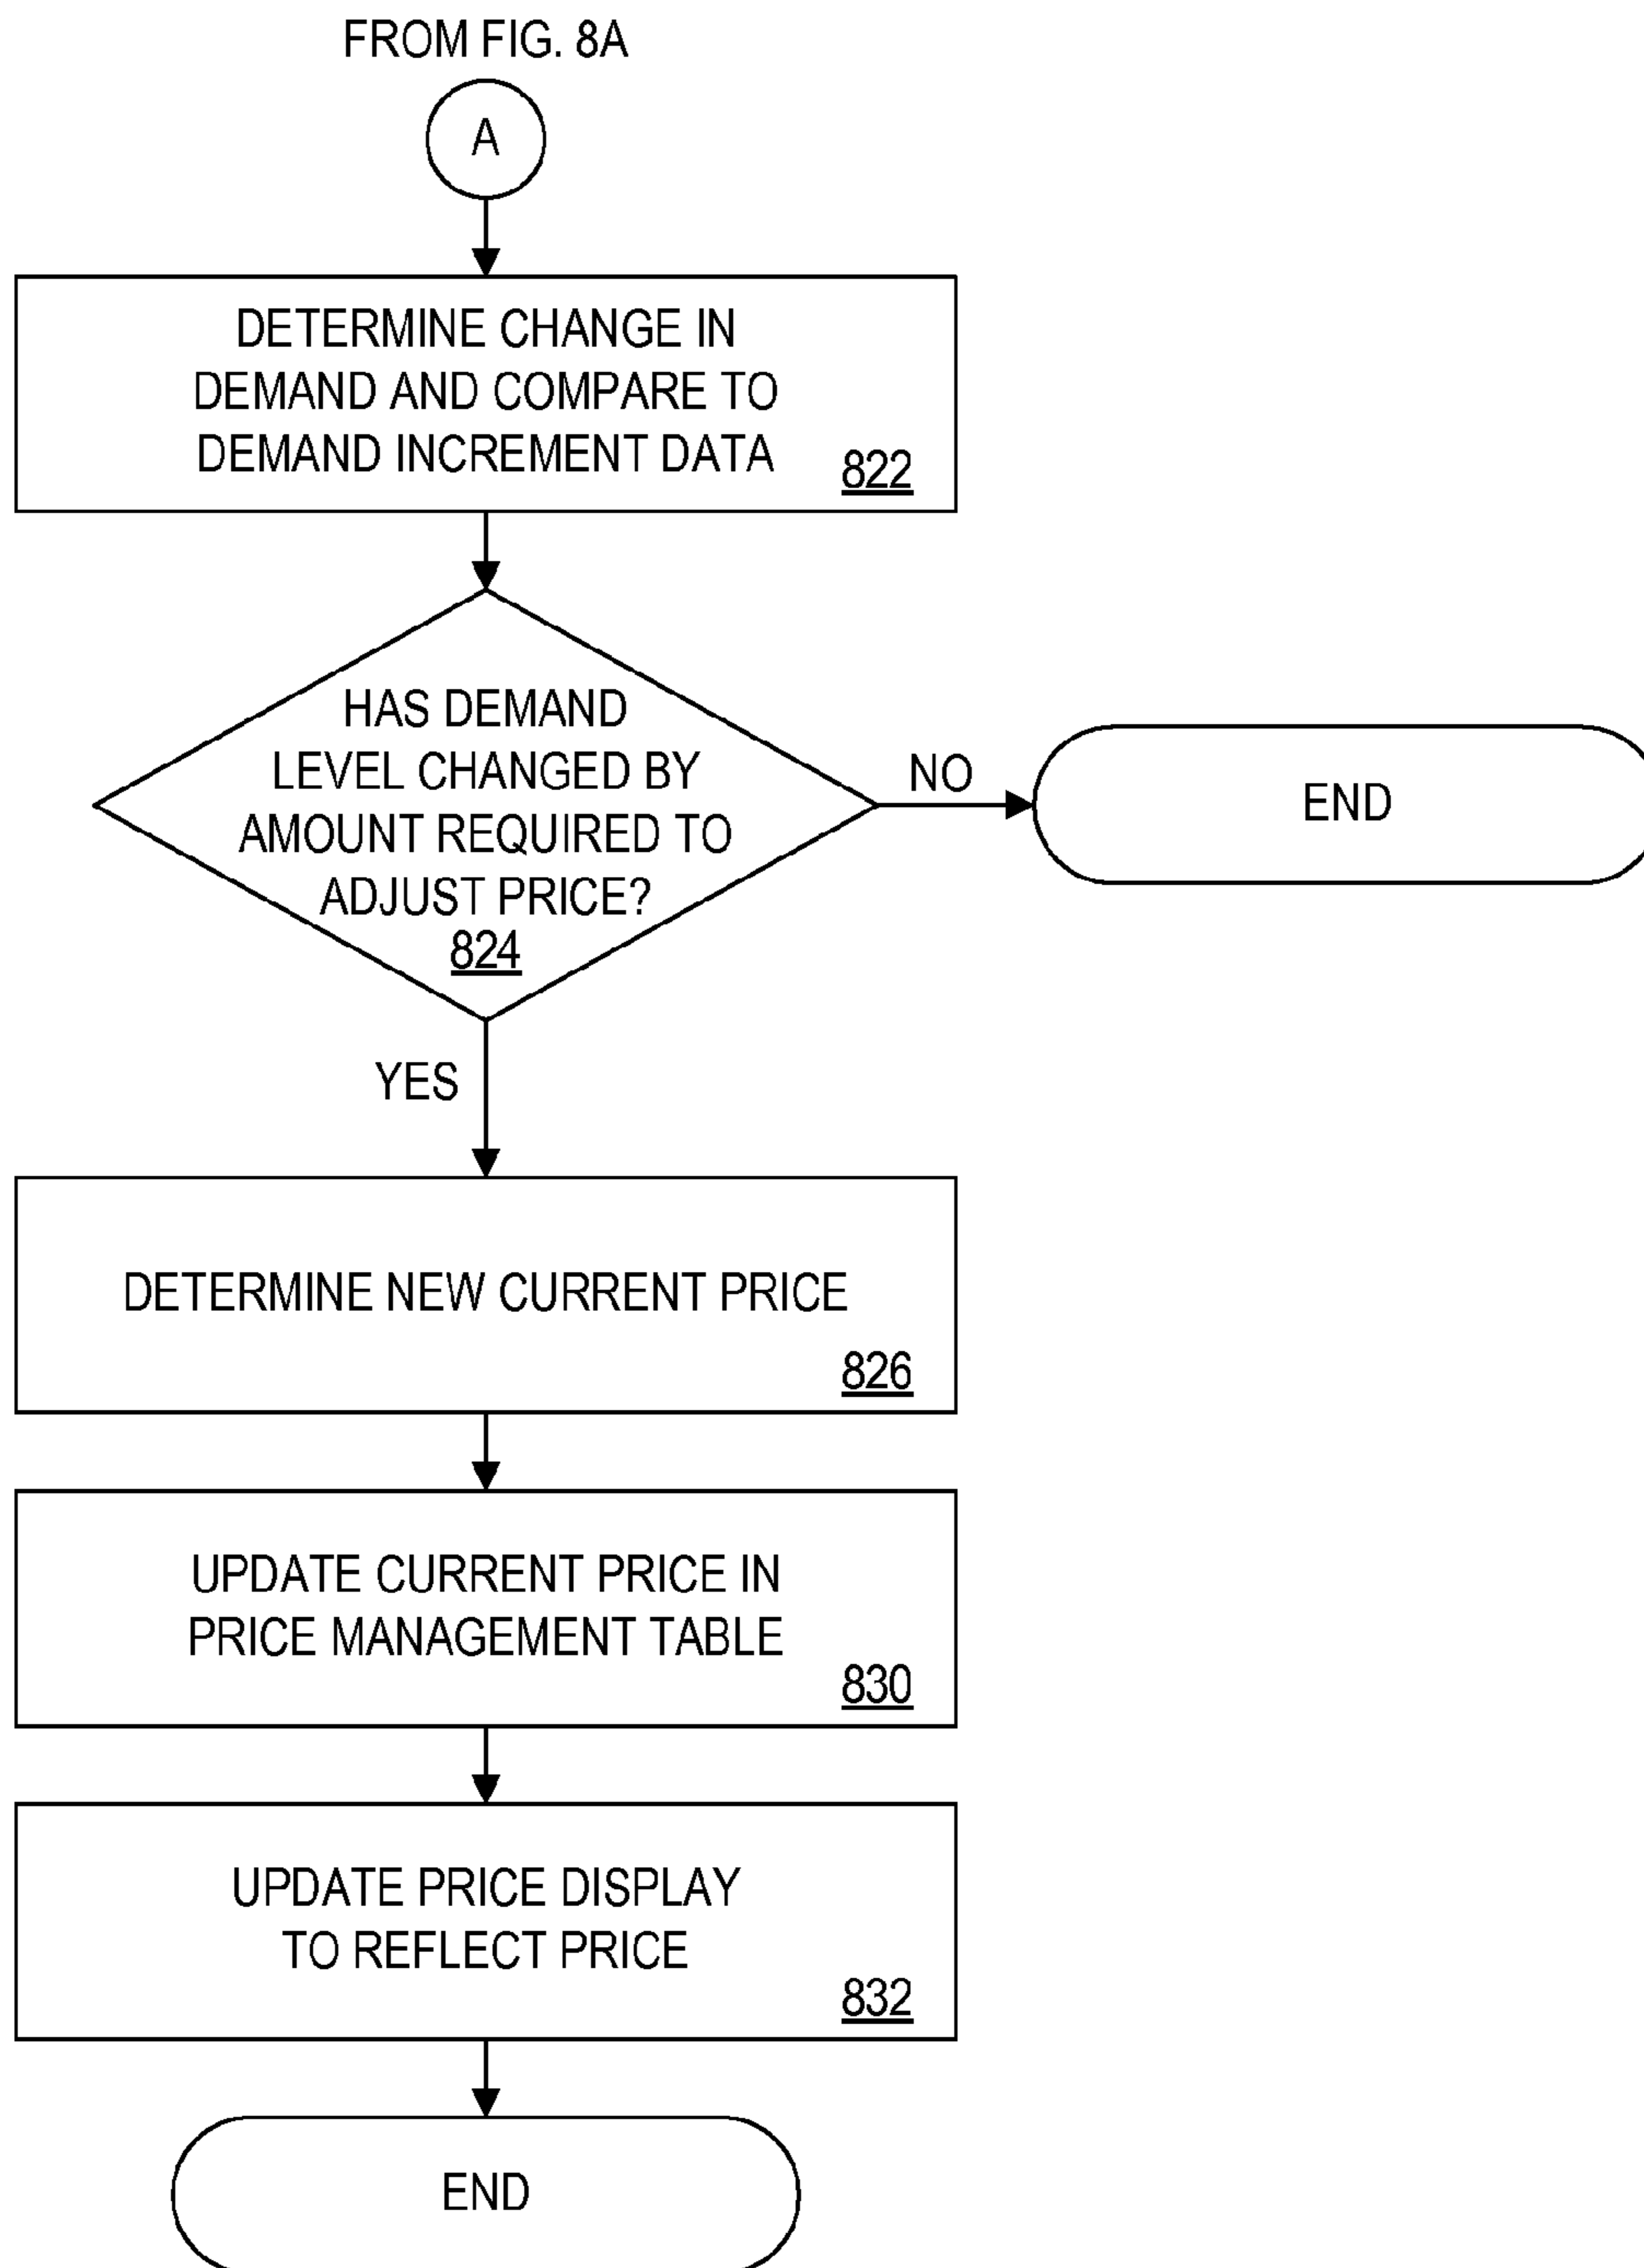 FROM FIG. 8A
A
DETERMINE CHANGE IN
DEMAND AND COMPARE TO
DEMAND INCREMENT DATA
822
HAS DEMAND
LEVEL CHANGED BY
AMOUNT REQUIRED TO
ADJUST PRICE?
824
NO
END
YES
DETERMINE NEW CURRENT PRICE
826
UPDATE CURRENT PRICE IN
PRICE MANAGEMENT TABLE
830
UPDATE PRICE DISPLAY
TO REFLECT PRICE
832
END